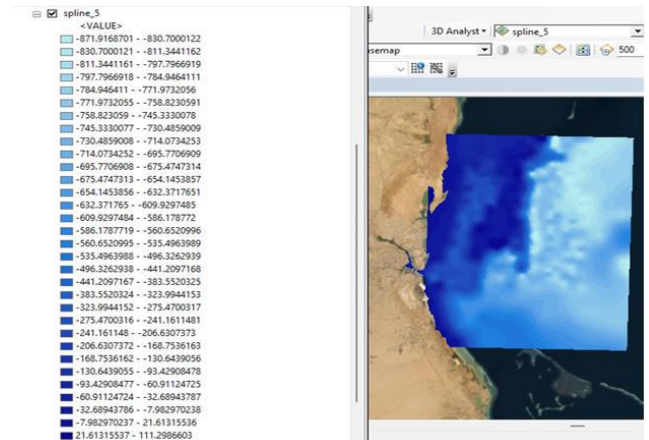 spline_5
<VALUE>
-871.9168701 - -830.7000122
-830.7000121 - -811.3441162
-811.3441161 - -797.7966919
-797.7966918 - -784.9464111
-784.946411 - -771.9732056
-771.9732055 - -758.8230591
-758.823059 - -745.3330078
-745.3330077 - -730.4859009
-730.4859008 - -714.0734253
-714.0734252 - -695.7706909
-695.7706908 - -675.4747314
-675.4747313 - -654.1453857
-654.1453856 - -632.3717651
-632.371765 - -609.9297485
-609.9297484 - -586.178772
-586.1787719 - -560.6520996
-560.6520995 - -535.4963989
-535.4963988 - -496.3262939
-496.3262938 - -441.2097168
-441.2097167 - -383.5520325
-383.5520324 - -323.9944153
-323.9944152 - -275.4700317
-275.4700316 - -241.1611481
-241.161148 - -206.6307373
-206.6307372 - -168.7536163
-168.7536162 - -130.6439056
-130.6439055 - -93.42908478
-93.42908477 - -60.91124725
-60.91124724 - -32.68943787
-32.68943786 - -7.982970238
-7.982970237 - 21.61315536
21.61315537 - 111.2986603
3D Analyst
spline_5
semap
500